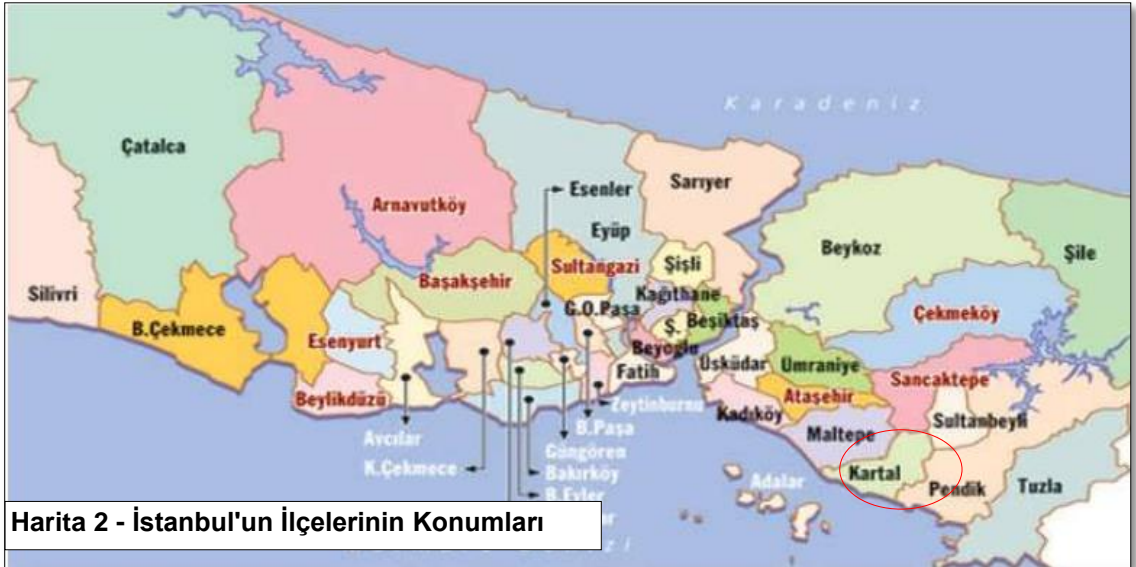 Karadeniz
Çatalca
Esenler
Sarıyer
Arnavutköy
Eyüp
Beykoz
Şile
Sultangazi
Şişli
Başakşehir
Silivri
Kağıthane
G.O.Paşa
Çekmeköy
B.Çekmece
Ş.
Beşiktaş
Esenyurt
Beyoğlu
Üsküdar
Ümraniye
Fatih
Sancaktepe
Beylikdüzü
Ataşehir
Zeytinburnu
Kadıköy
Sultanbeyli
B.Paşa
Maltepe
Avcılar
Güngören
K.Çekmece
Bakırköy
Kartal
Adalar
Pendik
Tuzla
B.Evler
Harita 2 - İstanbul'un İlçelerinin Konumları